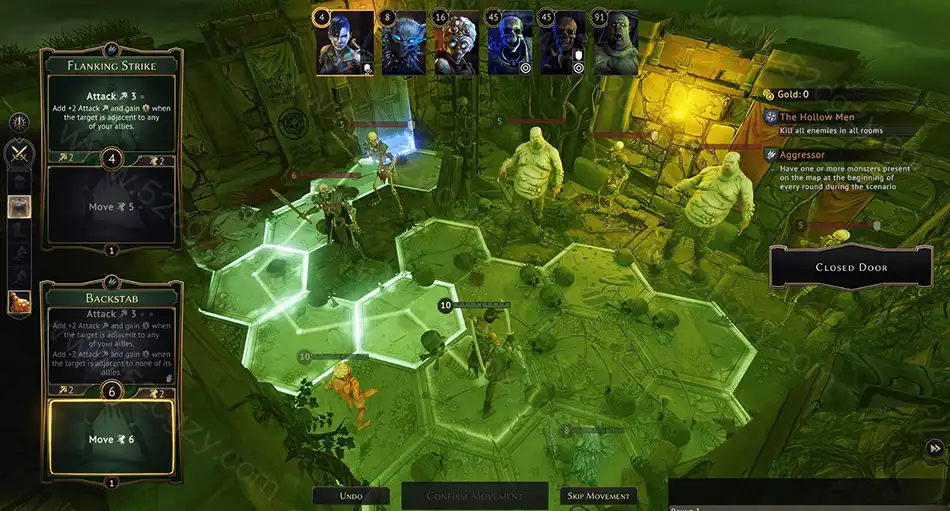 4
8
16
45
45
91
FLANKING STRIKE
Attack 3
Add +2 Attack and gain when
the target is adjacent to any
of your allies.
2
4
2
Move 5
1
BACKSTAB
Attack 3
Add +2 Attack and gain when
the target is adjacent to any
of your allies.
Add +2 Attack and gain when
the target is adjacent to none of its
allies.
2
6
2
Move 6
1
Gold: 0
The Hollow Men
Kill all enemies in all rooms
Aggressor
Have one or more monsters present
on the map at the beginning of
every round during the scenario
CLOSED DOOR
5
5
6
5
10
10
8
UNDO
CONFIRM MOVEMENT
SKIP MOVEMENT
Round 1